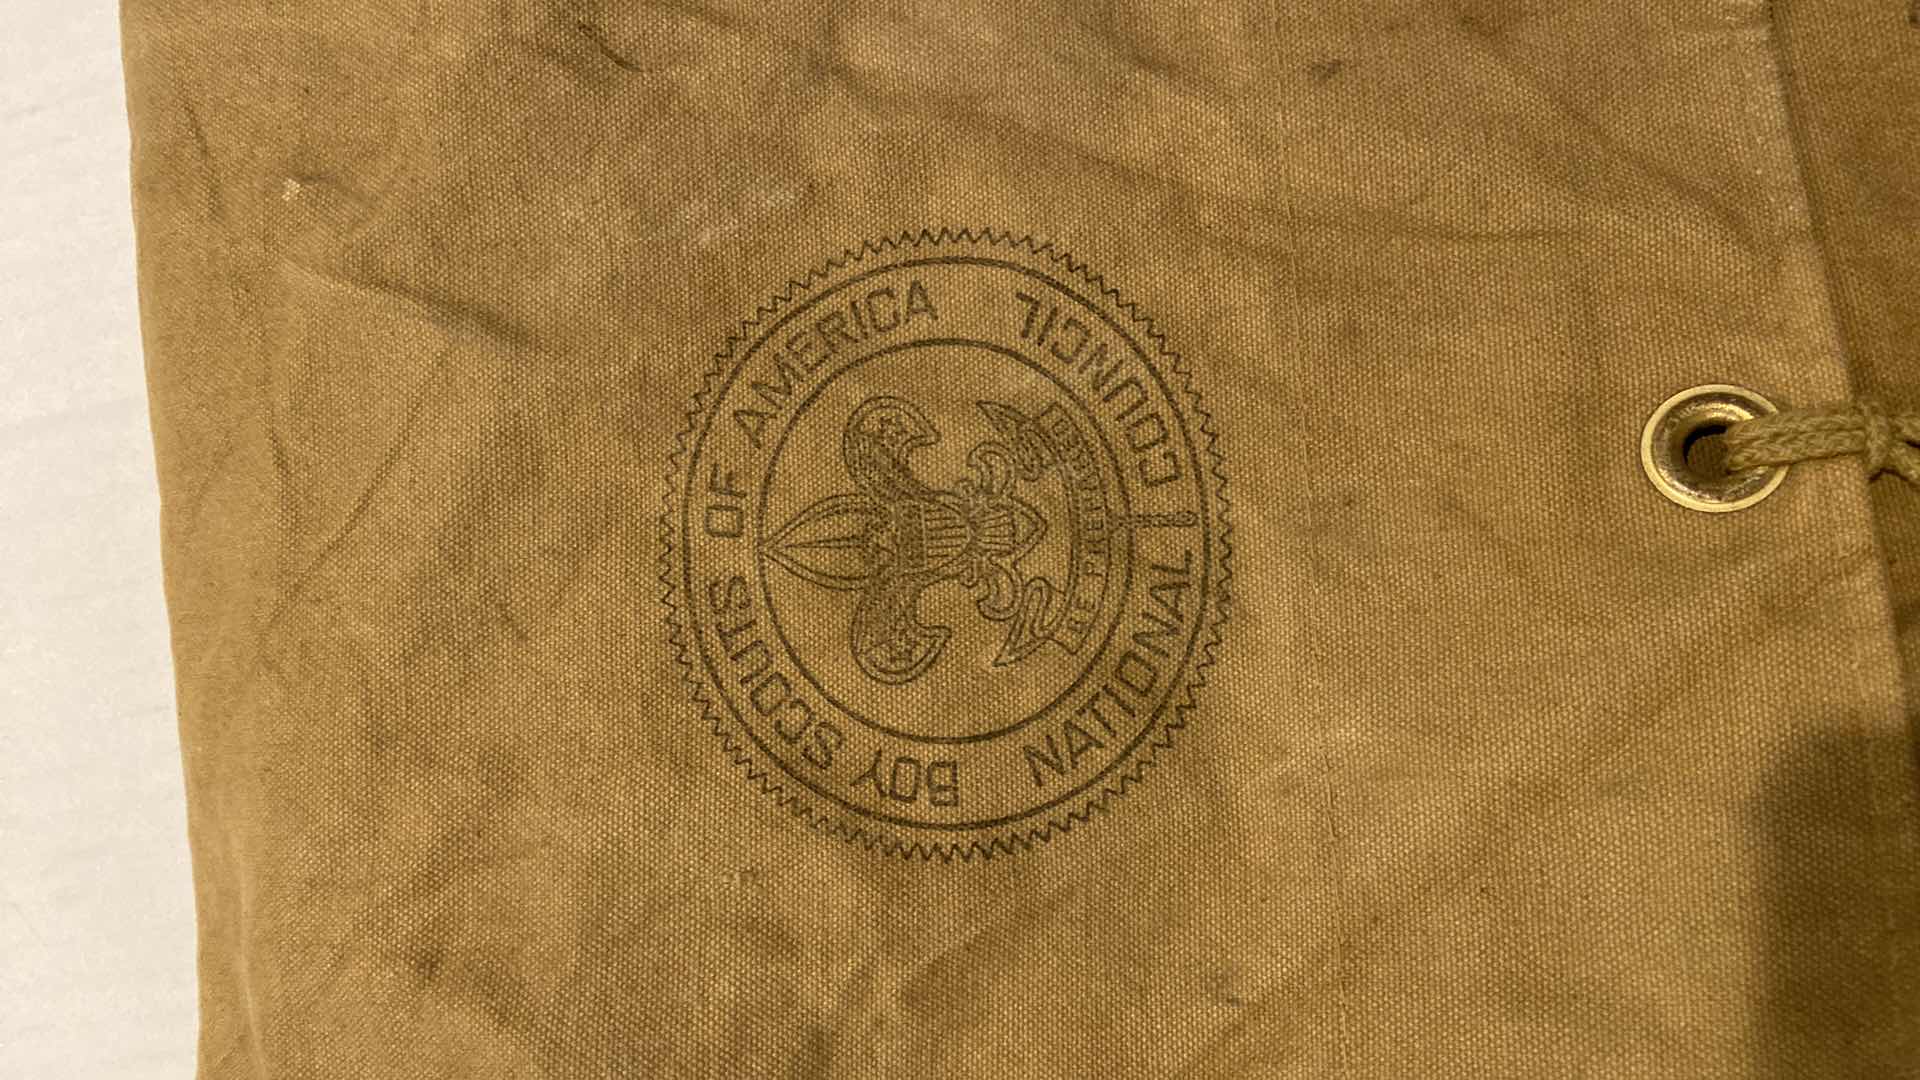 BOY SCOUTS OF AMERICA
NATIONAL COUNCIL
BE PREPARED